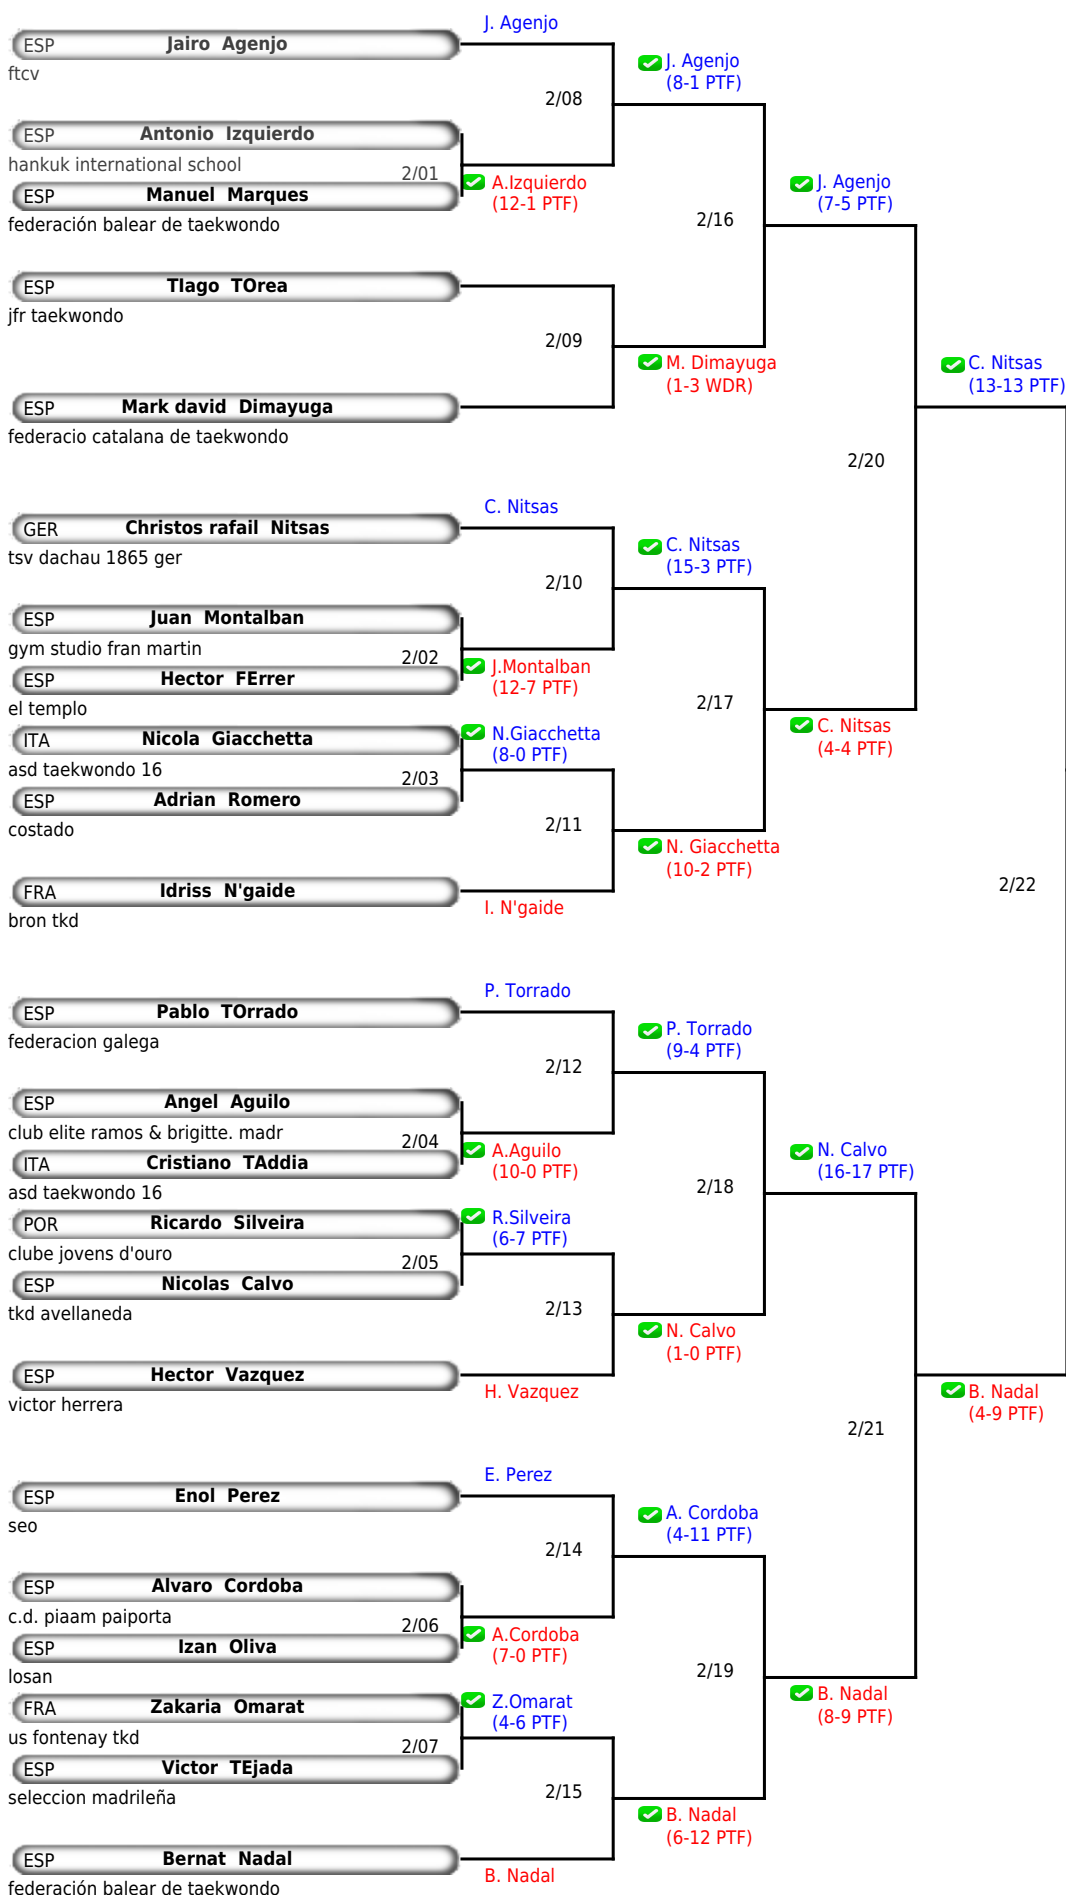 J. Agenjo
ESP Jairo Agenjo
ftcv
J. Agenjo
(8-1 PTF)
2/08
ESP Antonio Izquierdo
hankuk international school
2/01
A.Izquierdo
(12-1 PTF)
ESP Manuel Marques
federación balear de taekwondo
J. Agenjo
(7-5 PTF)
2/16
ESP TIago TOrea
jfr taekwondo
2/09
M. Dimayuga
(1-3 WDR)
ESP Mark david Dimayuga
federacio catalana de taekwondo
C. Nitsas
(13-13 PTF)
2/20
C. Nitsas
GER Christos rafail Nitsas
tsv dachau 1865 ger
C. Nitsas
(15-3 PTF)
2/10
ESP Juan Montalban
gym studio fran martin
2/02
J.Montalban
(12-7 PTF)
ESP Hector FErrer
el templo
2/17
C. Nitsas
(4-4 PTF)
N.Giacchetta
(8-0 PTF)
ITA Nicola Giacchetta
asd taekwondo 16
2/03
ESP Adrian Romero
costado
2/11
N. Giacchetta
(10-2 PTF)
FRA Idriss N'gaide
bron tkd
I. N'gaide
2/22
P. Torrado
ESP Pablo TOrrado
federacion galega
P. Torrado
(9-4 PTF)
2/12
ESP Angel Aguilo
club elite ramos & brigitte. madr
2/04
A.Aguilo
(10-0 PTF)
ITA Cristiano TAddia
asd taekwondo 16
N. Calvo
(16-17 PTF)
2/18
R.Silveira
(6-7 PTF)
POR Ricardo Silveira
clube jovens d'ouro
2/05
ESP Nicolas Calvo
tkd avellaneda
2/13
N. Calvo
(1-0 PTF)
ESP Hector Vazquez
victor herrera
H. Vazquez
B. Nadal
(4-9 PTF)
2/21
E. Perez
ESP Enol Perez
seo
A. Cordoba
(4-11 PTF)
2/14
ESP Alvaro Cordoba
c.d. piaam paiporta
2/06
A.Cordoba
(7-0 PTF)
ESP Izan Oliva
losan
2/19
B. Nadal
(8-9 PTF)
Z.Omarat
(4-6 PTF)
FRA Zakaria Omarat
us fontenay tkd
2/07
ESP Victor TEjada
seleccion madrileña
2/15
B. Nadal
(6-12 PTF)
ESP Bernat Nadal
federación balear de taekwondo
B. Nadal